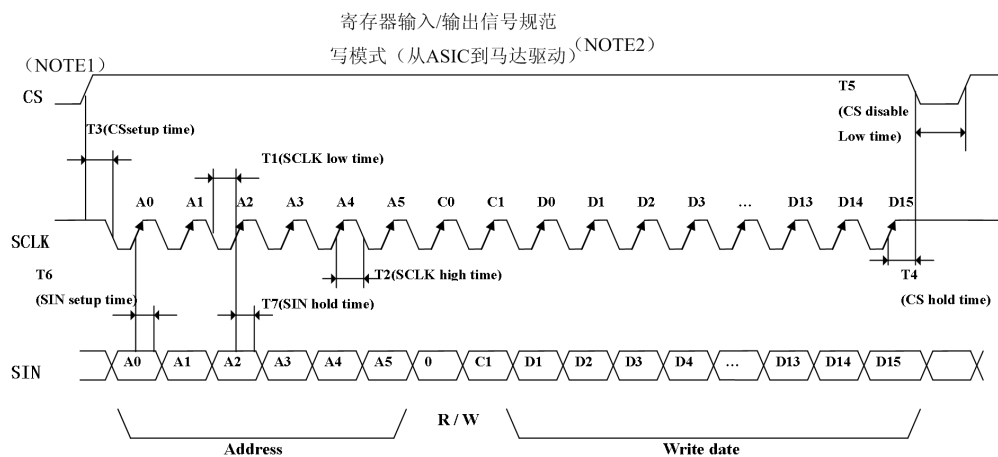 寄存器输入/输出信号规范
写模式（从ASIC到马达驱动）（NOTE2）
（NOTE1）
CS
T5
(CS disable
Low time)
T3(CSsetup time)
T1(SCLK low time)
A0 A1 A2 A3 A4 A5 C0 C1 D0 D1 D2 D3 … D13 D14 D15
SCLK
T6
(SIN setup time)
T2(SCLK high time)
T7(SIN hold time)
T4
(CS hold time)
SIN
A0 A1 A2 A3 A4 A5 0 C1 D1 D2 D3 D4 … D13 D14 D15
R / W
Address
Write date